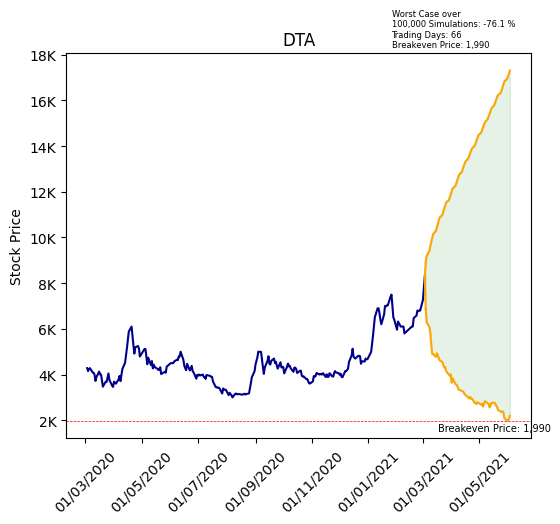 Worst Case over
100,000 Simulations: -76.1 %
Trading Days: 66
Breakeven Price: 1,990
DTA
Stock Price
18K
16K
14K
12K
10K
8K
6K
4K
2K
Breakeven Price: 1,990
01/03/2020
01/05/2020
01/07/2020
01/09/2020
01/11/2020
01/01/2021
01/03/2021
01/05/2021